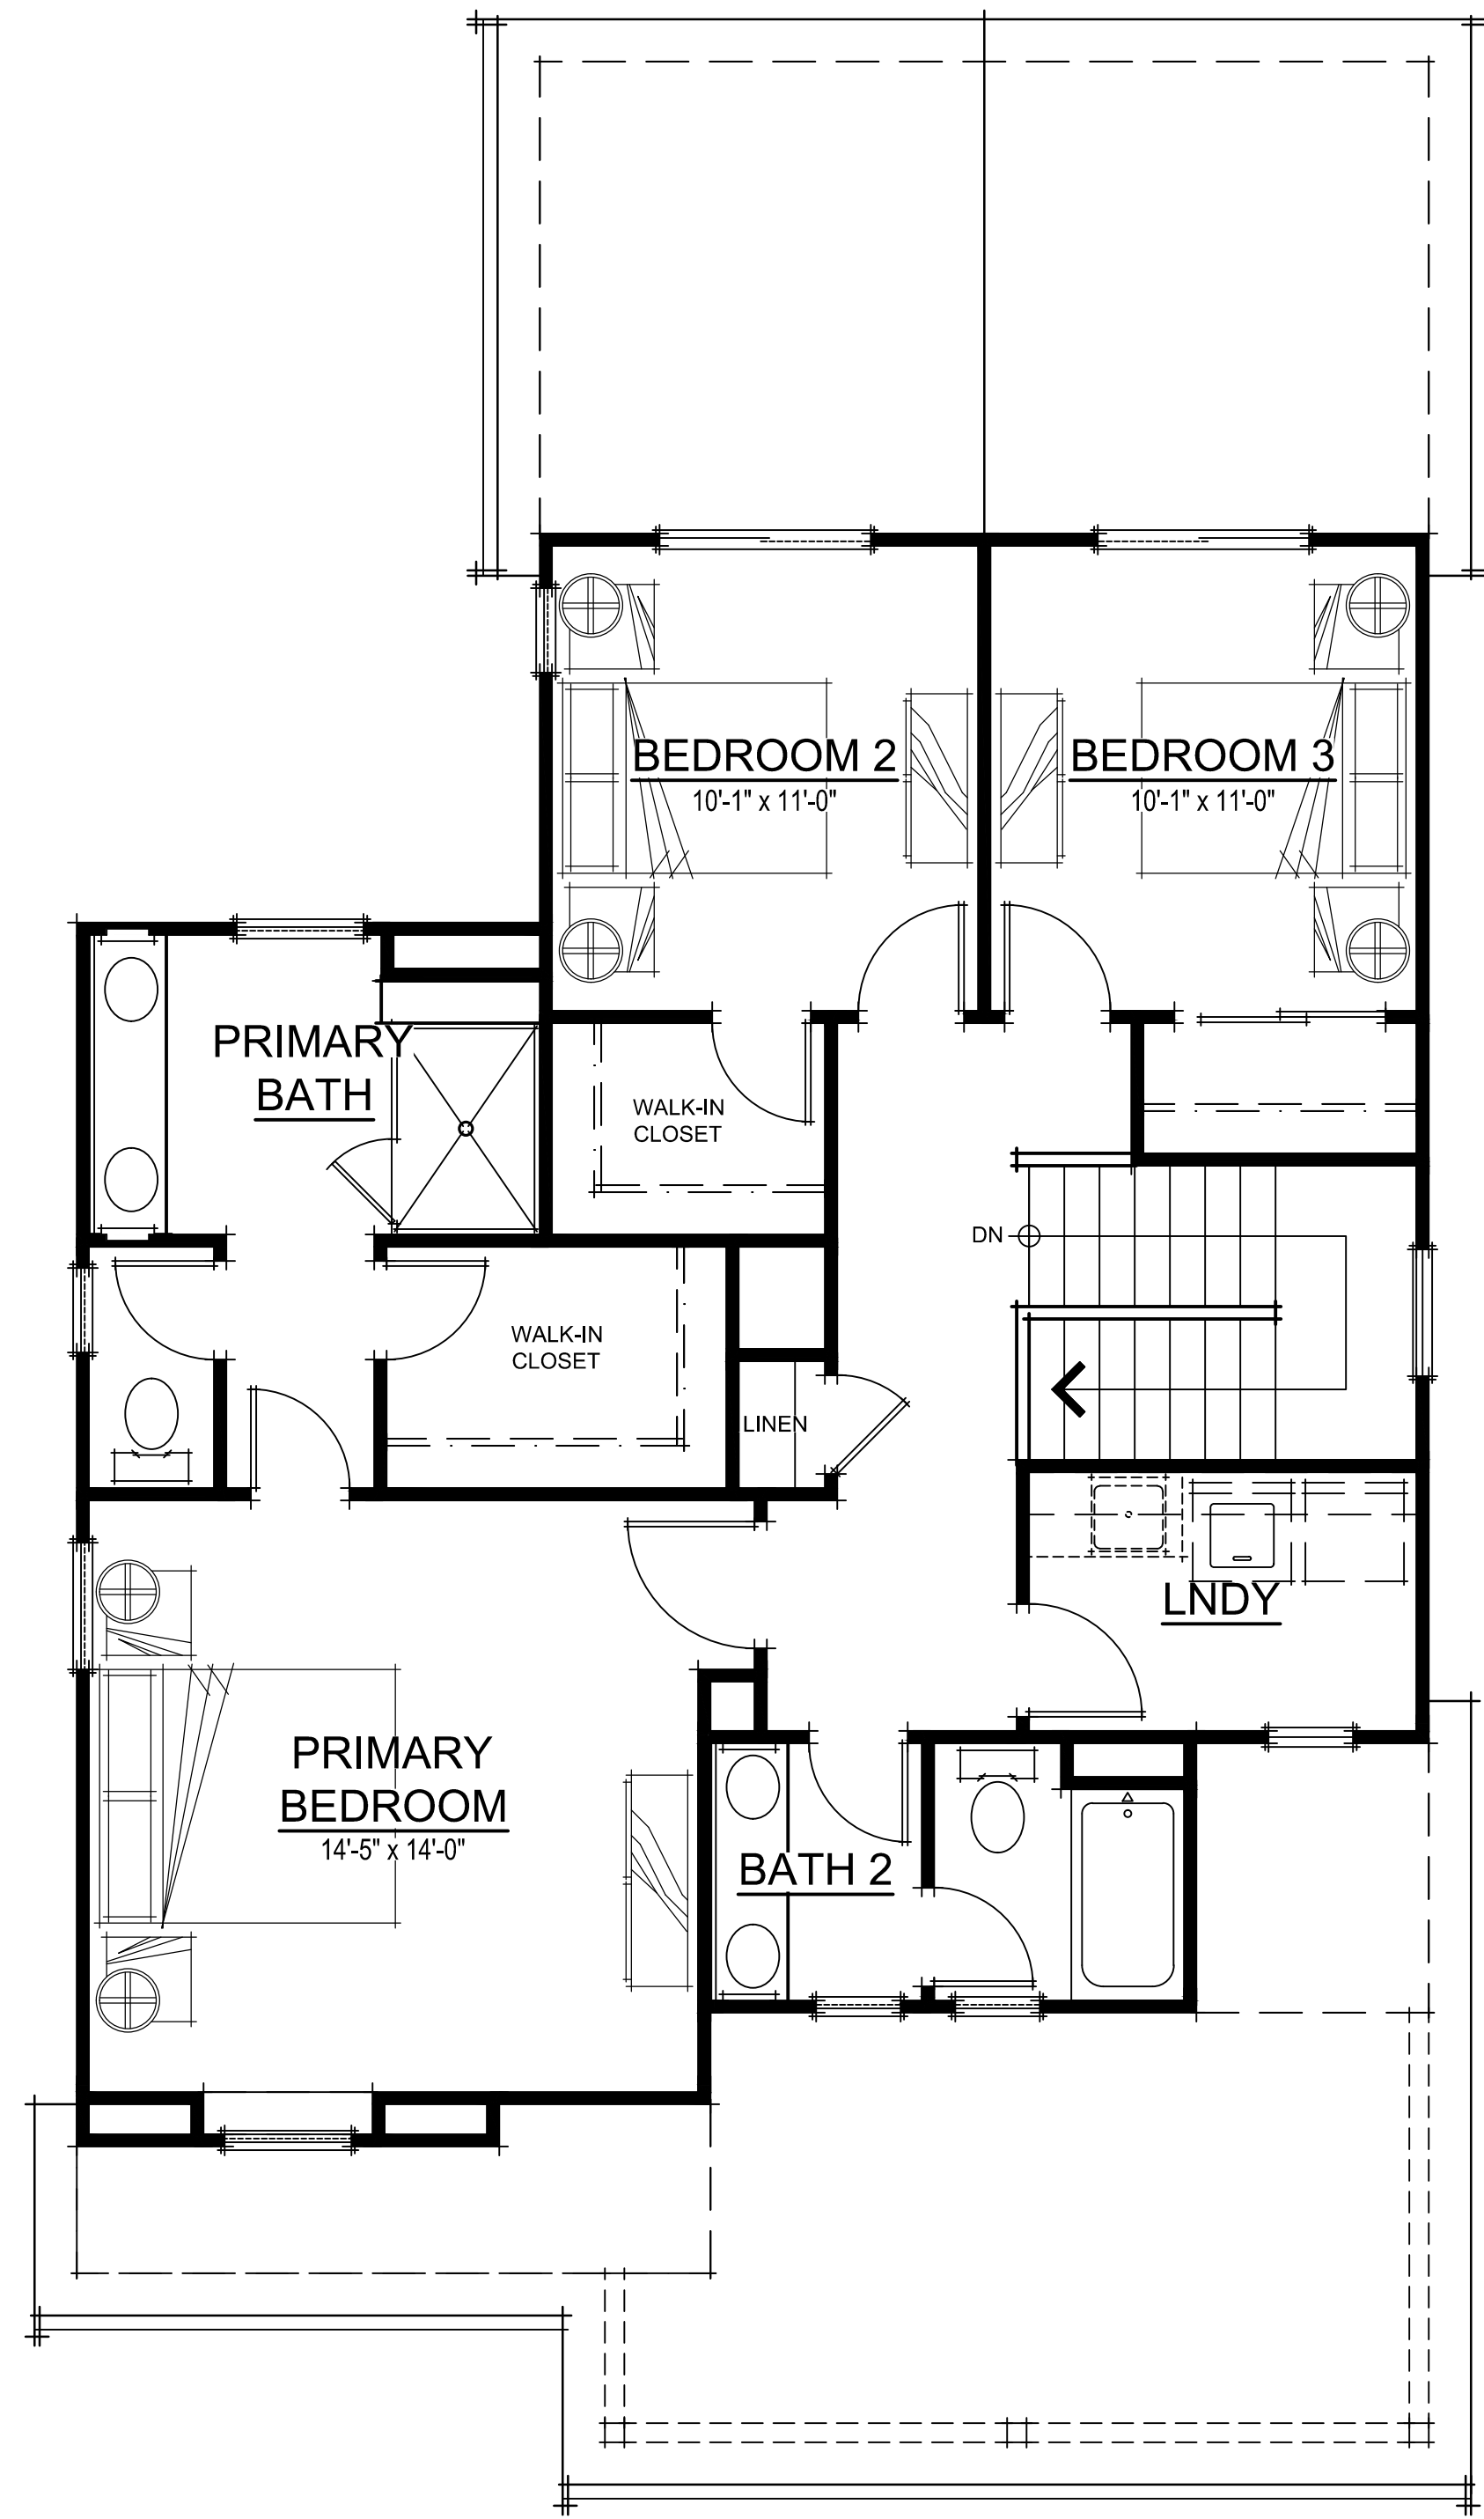 BEDROOM 2
10'-1" x 11'-0"
BEDROOM 3
10'-1" x 11'-0"
PRIMARY
BATH
WALK-IN
CLOSET
DN
WALK-IN
CLOSET
LINEN
LNDY
PRIMARY
BEDROOM
14'-5" x 14'-0"
BATH 2